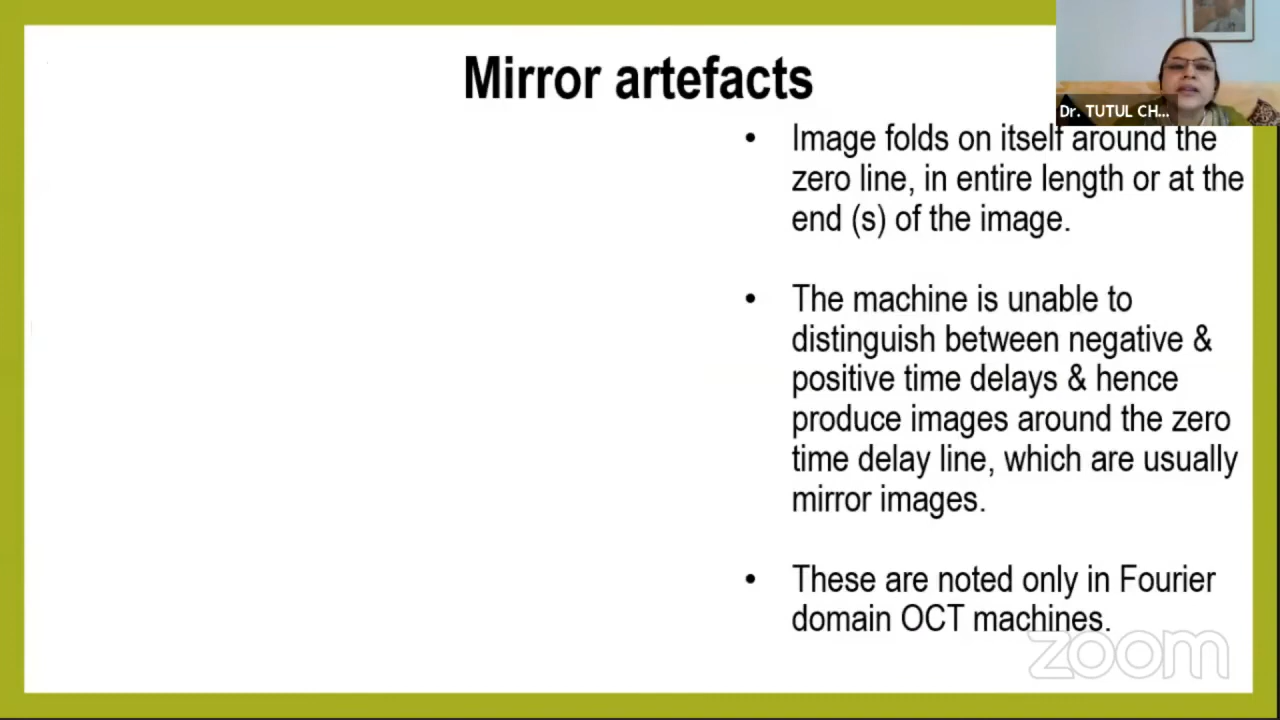 Mirror artefacts
Dr. TUTUL CH...
• Image folds on itself around the
zero line, in entire length or at the
end (s) of the image.
• The machine is unable to
distinguish between negative &
positive time delays & hence
produce images around the zero
time delay line, which are usually
mirror images.
• These are noted only in Fourier
domain OCT machines.
zoom